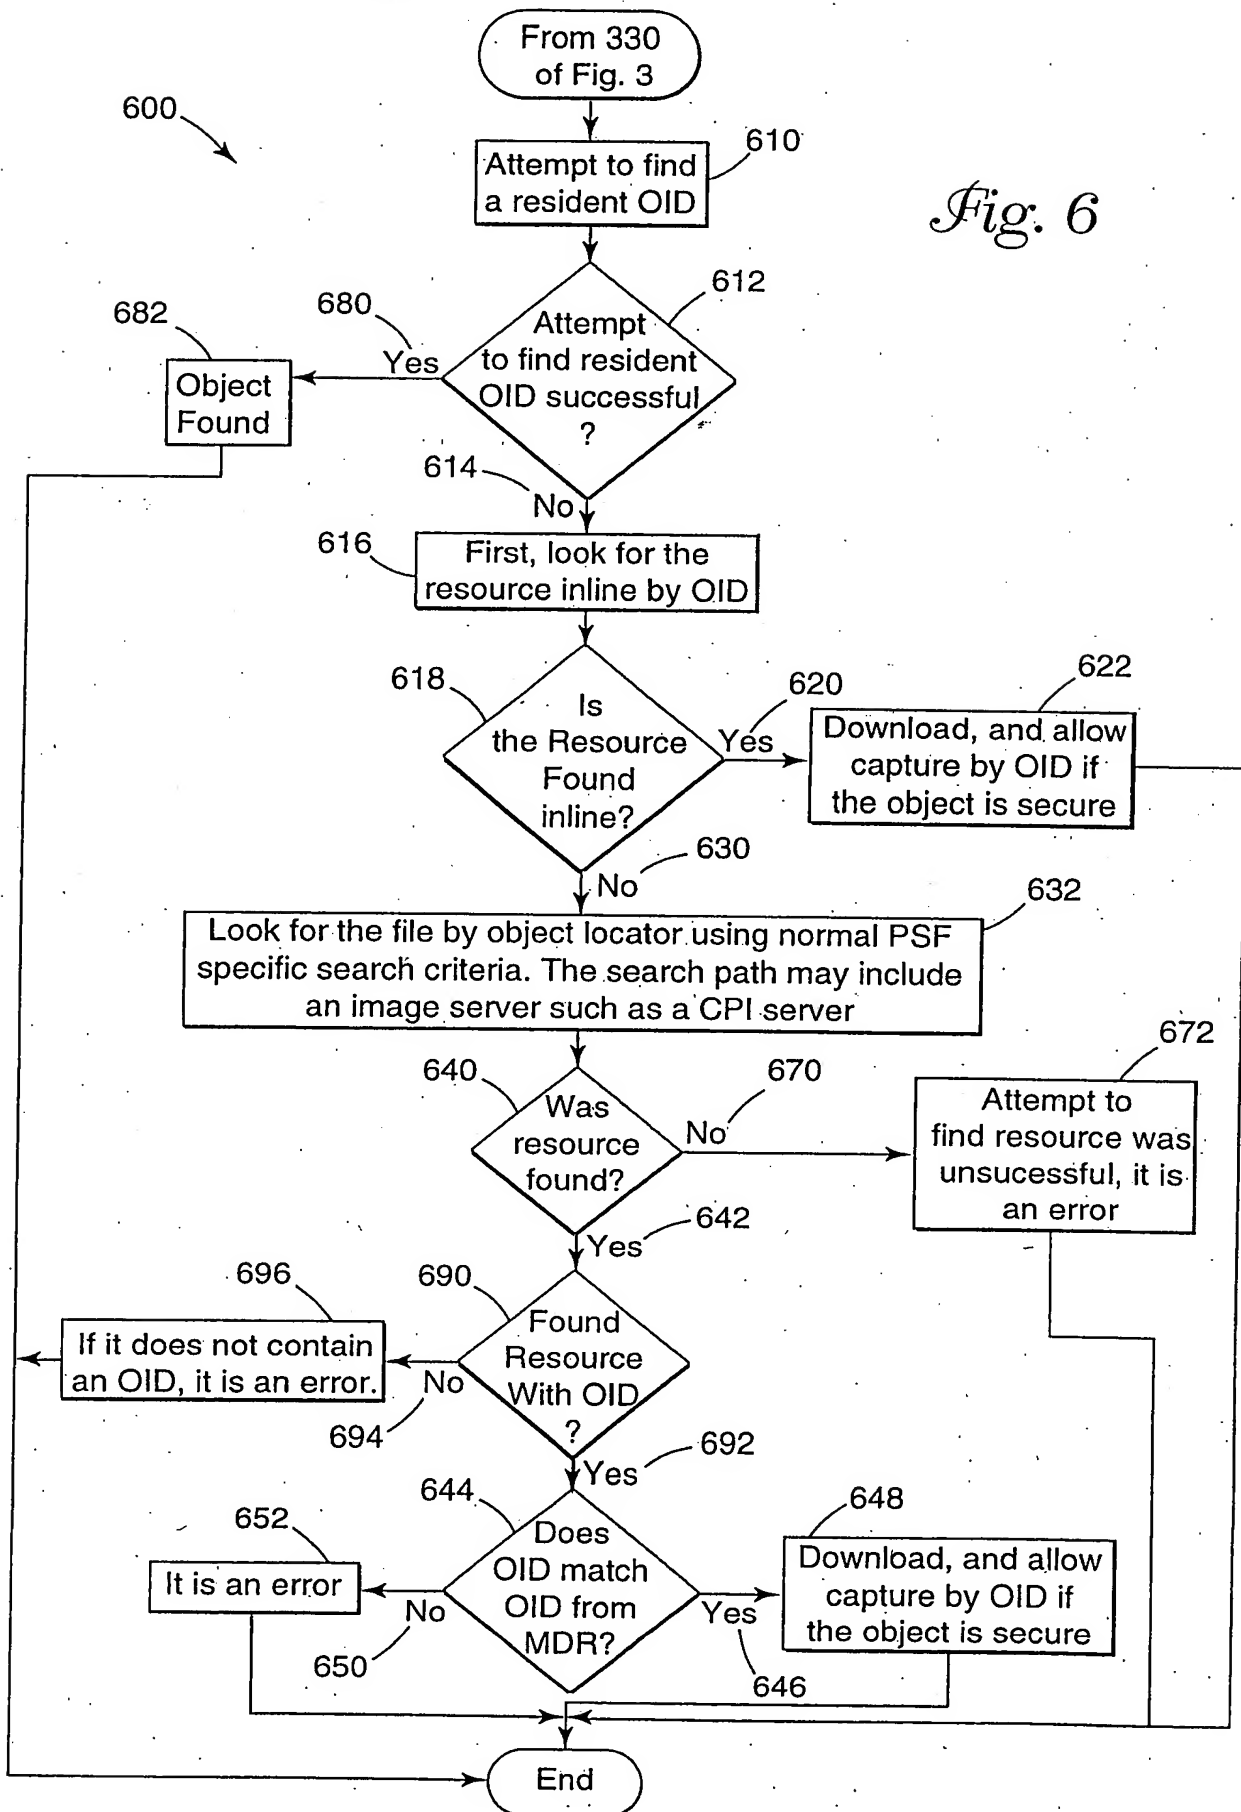 From 330
of Fig. 3
600
610
Attempt to find
a resident OID
Fig. 6
612
680
682
Attempt
to find resident
OID successful
?
Yes
Object
Found
614
No
616
First, look for the
resource inline by OID
618
620
622
Is
the Resource
Found
inline?
Yes
Download, and allow
capture by OID if
the object is secure
630
No
632
Look for the file by object locator using normal PSF
specific search criteria. The search path may include
an image server such as a CPI server
640
670
672
Was
resource
found?
No
Attempt to
find resource was
unsucessful, it is
an error
642
Yes
696
690
Found
Resource
With OID
?
If it does not contain
an OID, it is an error.
No
694
692
Yes
644
652
648
Does
OID match
OID from
MDR?
It is an error
No
650
Yes
646
Download, and allow
capture by OID if
the object is secure
End